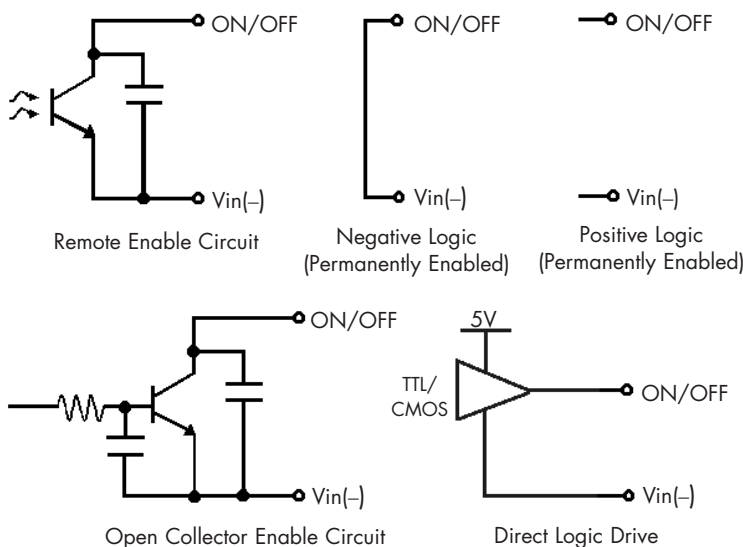 ON/OFF
Vin(–)
Remote Enable Circuit
ON/OFF
Vin(–)
Negative Logic
(Permanently Enabled)
ON/OFF
Vin(–)
Positive Logic
(Permanently Enabled)
ON/OFF
Vin(–)
Open Collector Enable Circuit
5V
TTL/
CMOS
ON/OFF
Vin(–)
Direct Logic Drive